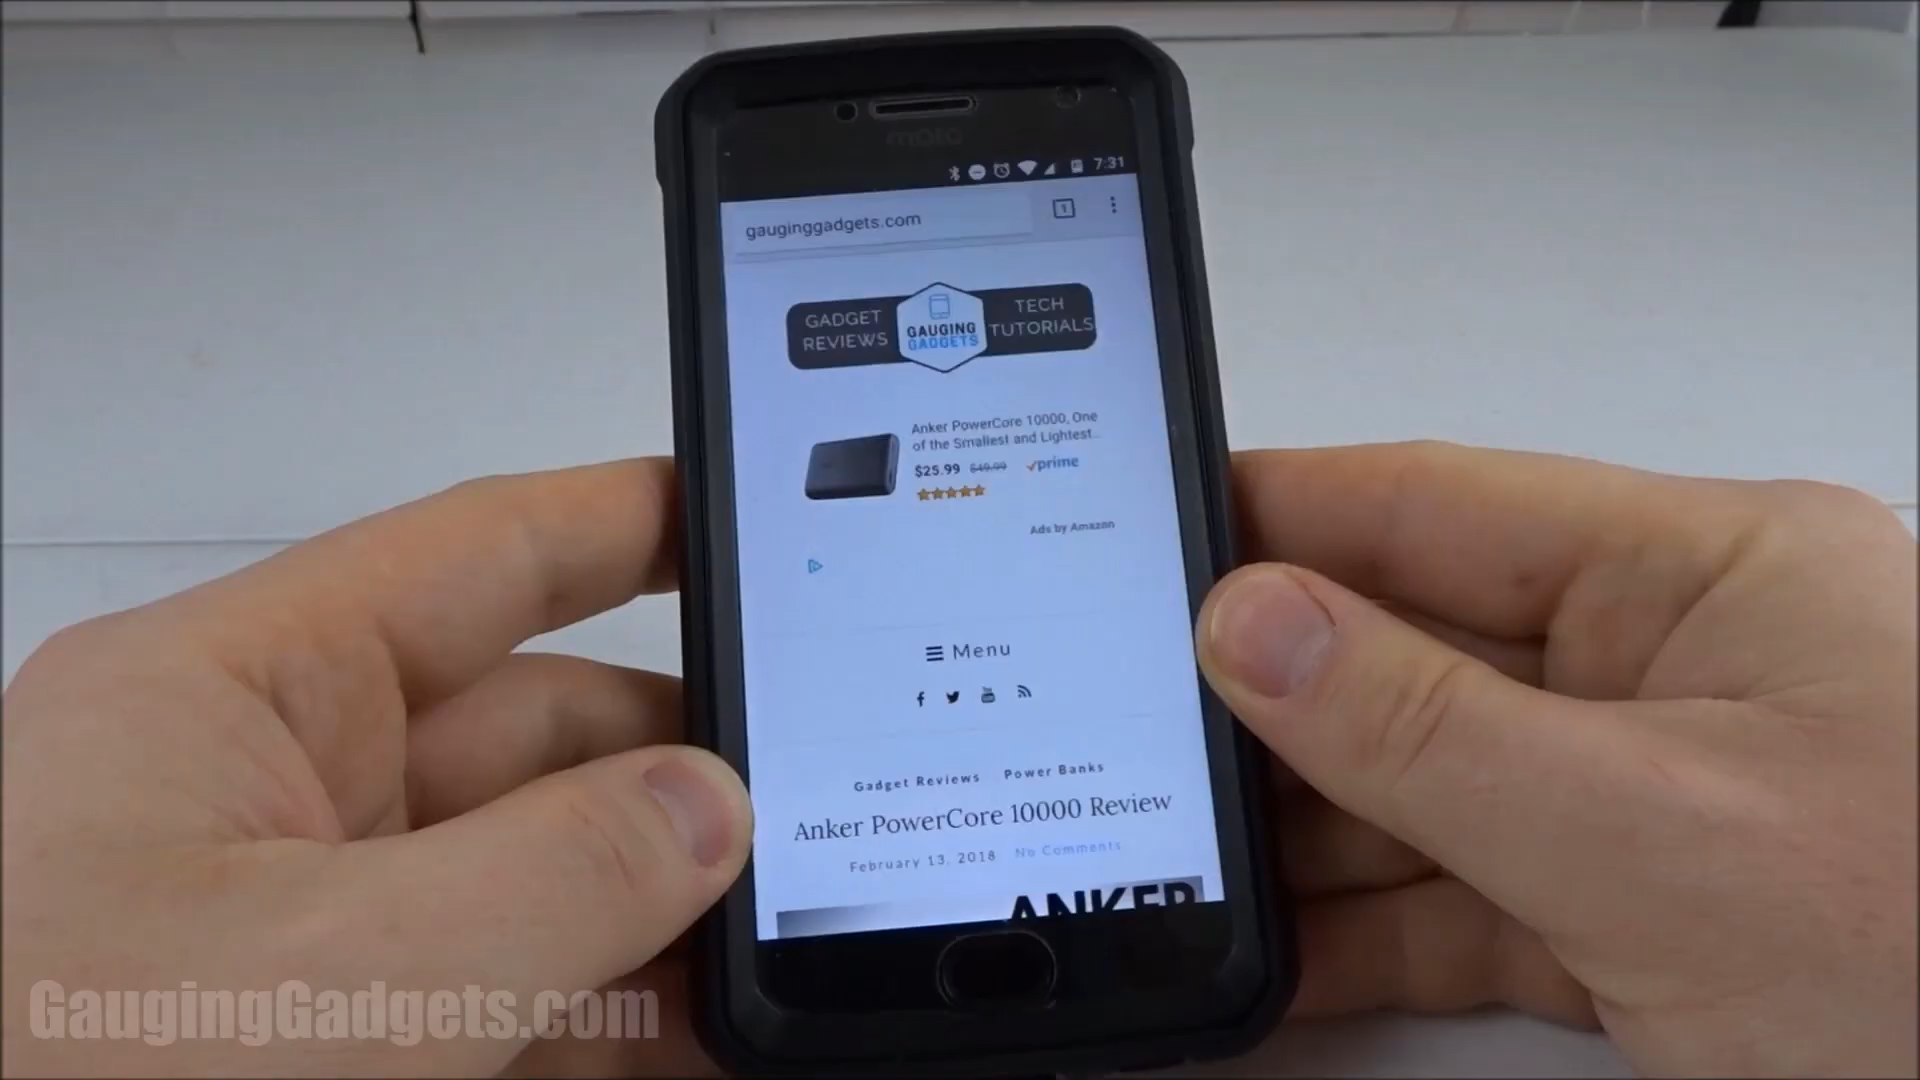 moto
7:31
gauginggadgets.com
1
GADGET
REVIEWS
GAUGING
GADGETS
TECH
TUTORIALS
Anker PowerCore 10000, One
of the Smallest and Lightest...
$25.99 $49.99 prime
Ads by Amazon
Menu
Gadget Reviews Power Banks
Anker PowerCore 10000 Review
February 13, 2018 No Comments
ANKER
GaugingGadgets.com